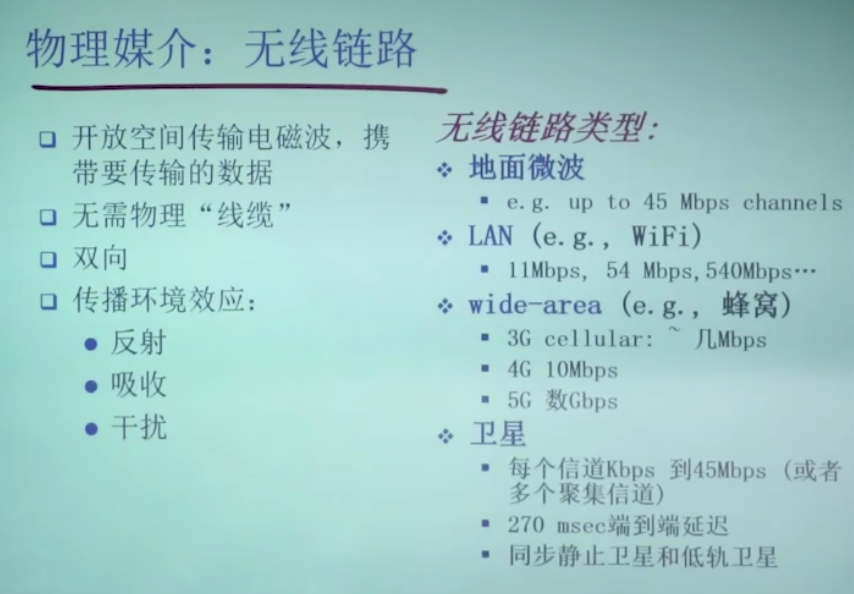 物理媒介：无线链路
开放空间传输电磁波，携
带要传输的数据
无需物理“线缆”
双向
传播环境效应：
反射
吸收
干扰
无线链路类型：
地面微波
e.g. up to 45 Mbps channels
LAN (e.g., WiFi)
11Mbps, 54 Mbps,540Mbps…
wide-area (e.g., 蜂窝)
3G cellular: ~ 几Mbps
4G 10Mbps
5G 数Gbps
卫星
每个信道Kbps 到45Mbps (或者
多个聚集信道)
270 msec端到端延迟
同步静止卫星和低轨卫星